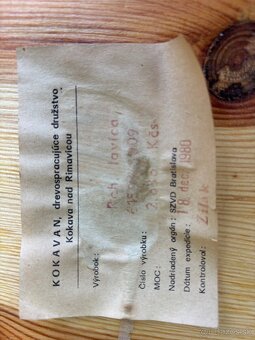 KOKAVAN, drevospracujúce družstvo
Kokava nad Rimavicou
Výrobok: Roh. lavica,
Číslo výrobku:
MOC: Kčs
Nadriadený orgán: SZVD Bratislava
Dátum expedície: 18. dec. 1980
Kontroloval: